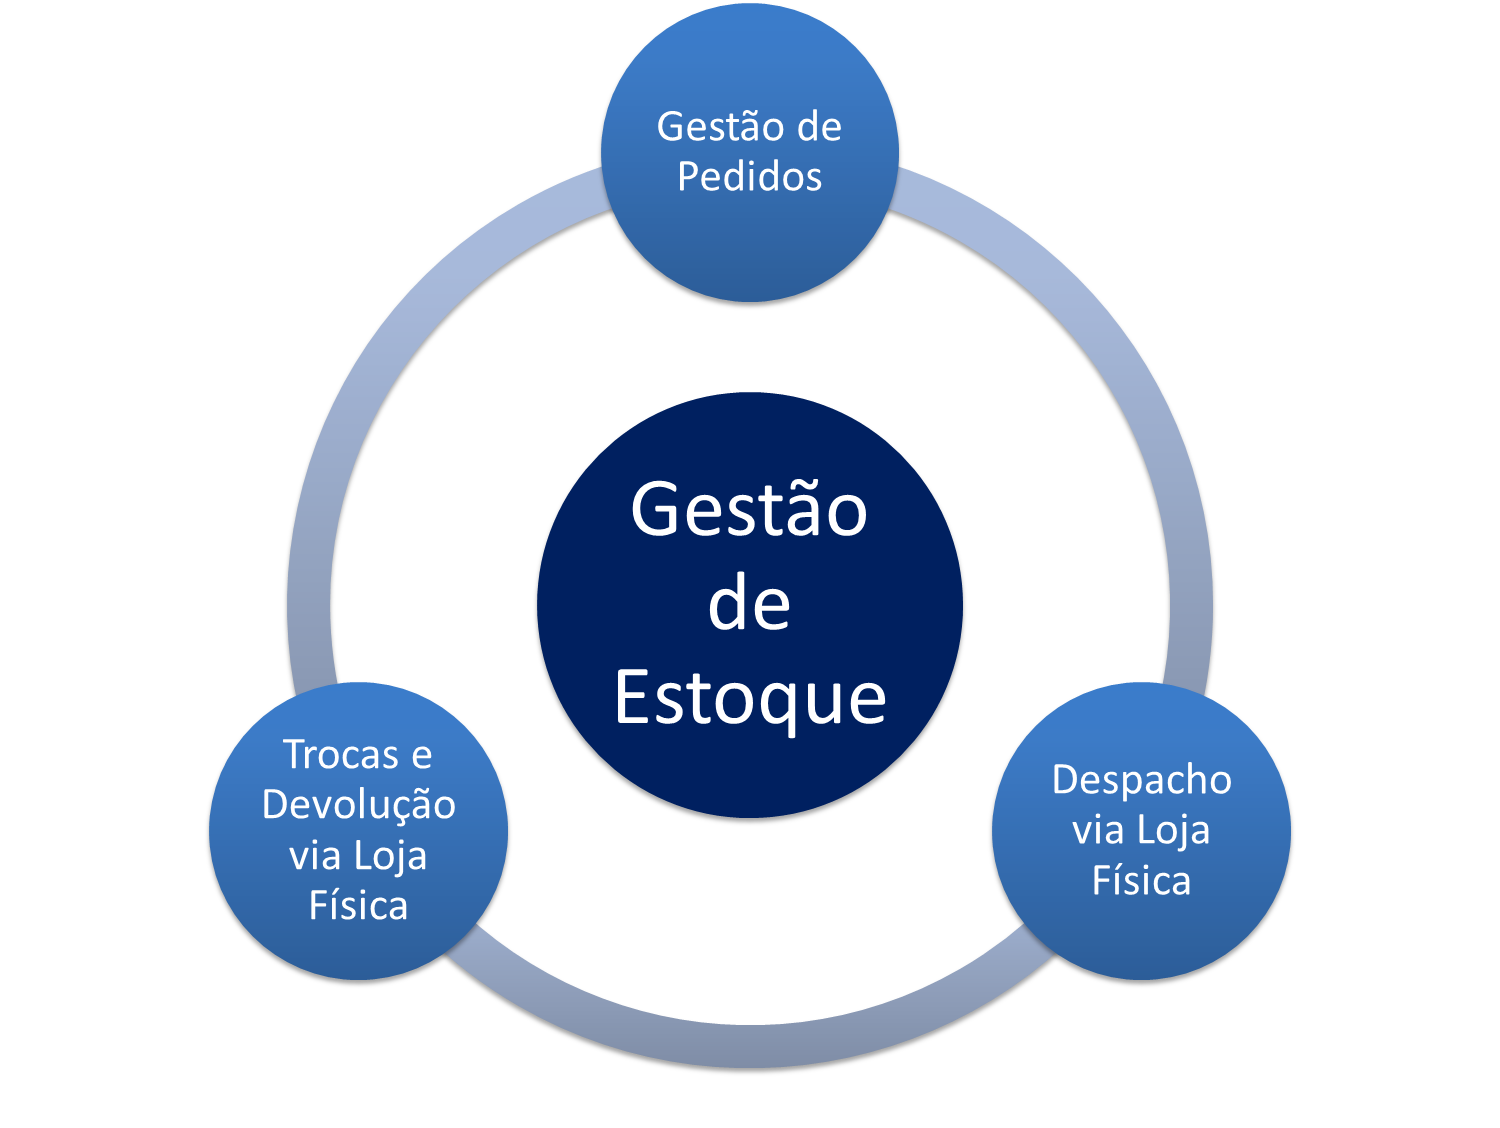 Gestão de
Pedidos
Gestão
de
Estoque
Trocas e
Devolução
via Loja
Física
Despacho
via Loja
Física